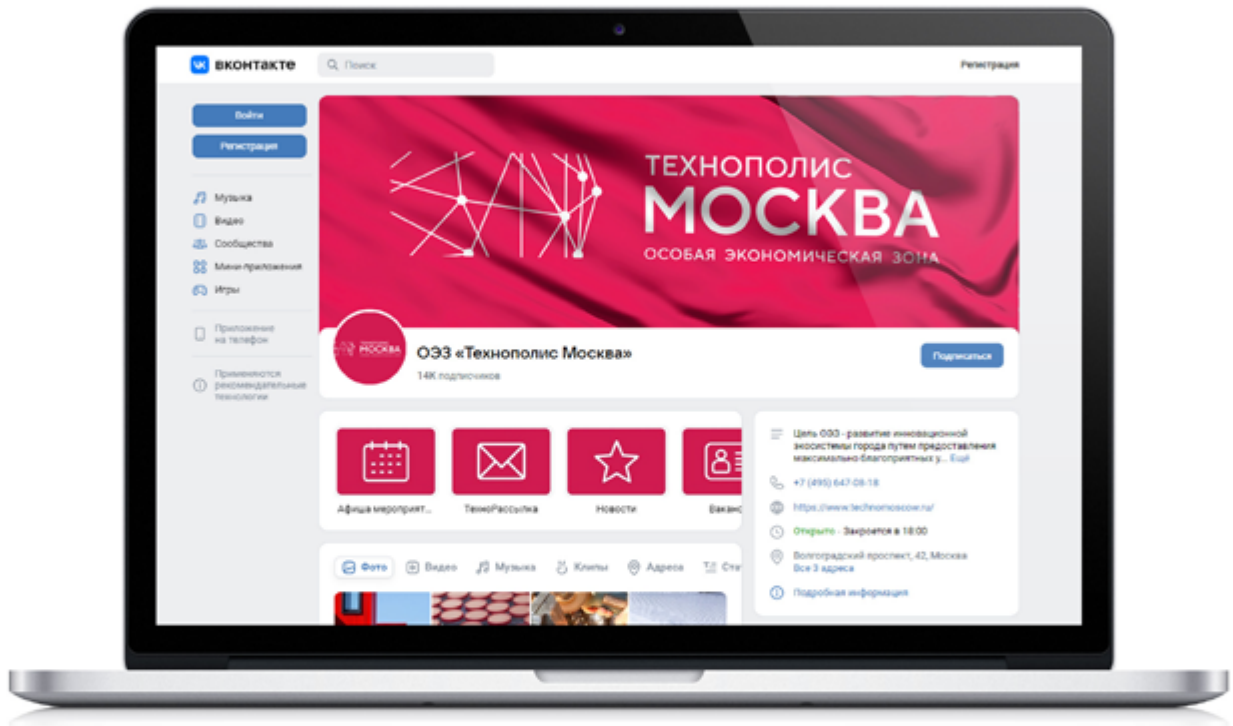 вконтакте
Поиск
Регистрация
Войти
Регистрация
Музыка
Видео
Сообщества
Мини-приложения
Игры
Приложение
на телефон
Применяются
рекомендательные
технологии
ТЕХНОПОЛИС
МОСКВА
ОСОБАЯ ЭКОНОМИЧЕСКАЯ ЗОНА
МОСКВА
ОЭЗ «Технополис Москва»
14K подписчиков
Подписаться
Афиша мероприят...
ТехноРассылка
Новости
Ваканс
Фото
Видео
Музыка
Клипы
Адреса
Ста
Цель ОЭЗ - развитие инновационной
экосистемы города путем предоставления
максимально благоприятных у... Ещё
+7 (495) 647-08-18
https://www.technomoscow.ru/
Открыто · Закроется в 18:00
Волгоградский проспект, 42, Москва
Все 3 адреса
Подробная информация